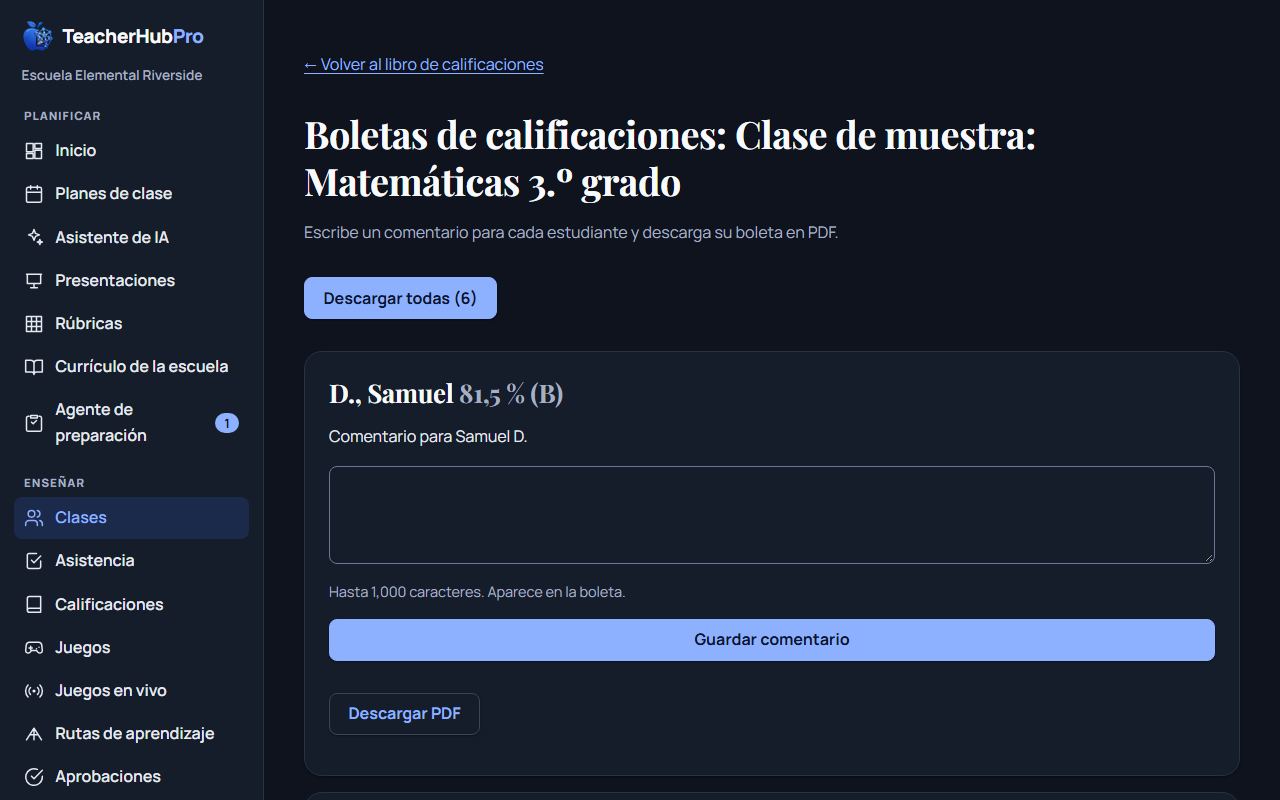 TeacherHubPro
Escuela Elemental Riverside
PLANIFICAR
Inicio
Planes de clase
Asistente de IA
Presentaciones
Rúbricas
Currículo de la escuela
Agente de
preparación
1
ENSEÑAR
Clases
Asistencia
Calificaciones
Juegos
Juegos en vivo
Rutas de aprendizaje
Aprobaciones
← Volver al libro de calificaciones
Boletas de calificaciones: Clase de muestra:
Matemáticas 3.º grado
Escribe un comentario para cada estudiante y descarga su boleta en PDF.
Descargar todas (6)
D., Samuel 81,5 % (B)
Comentario para Samuel D.
Hasta 1,000 caracteres. Aparece en la boleta.
Guardar comentario
Descargar PDF